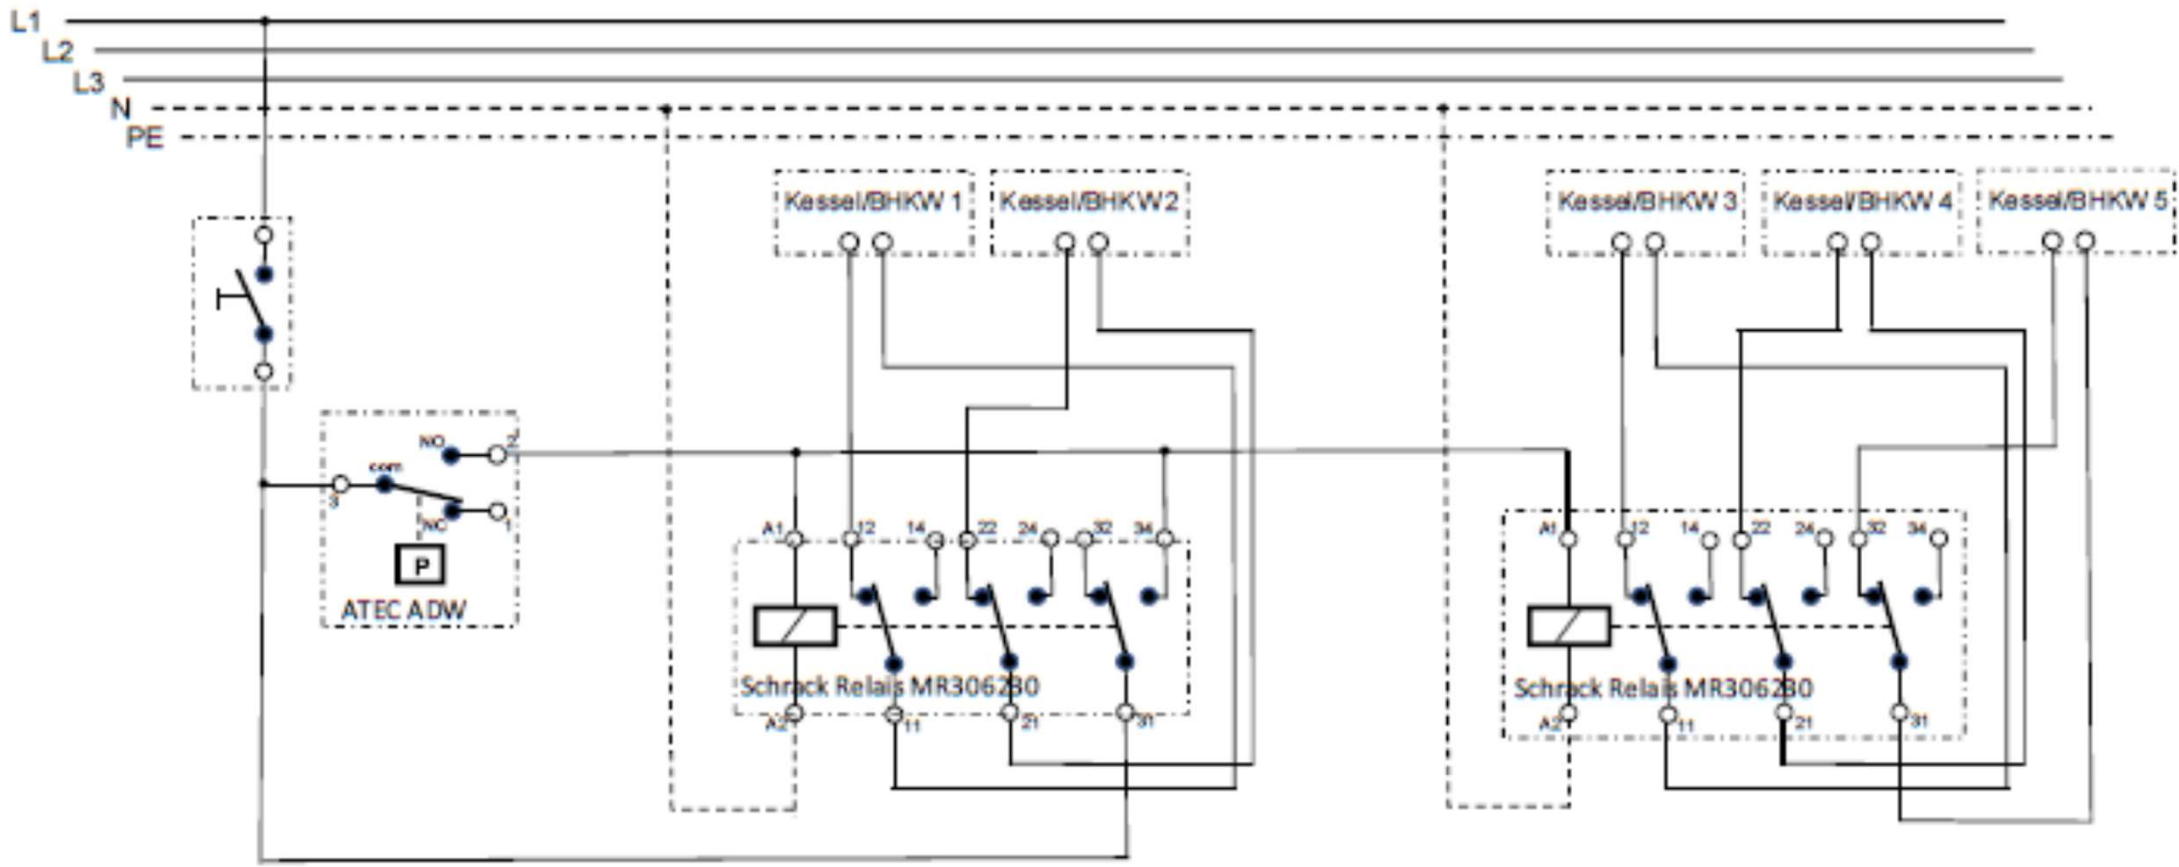 L1
L2
L3
N
PE
Kessel/BHKW 1
Kessel/BHKW 2
Kessel/BHKW 3
Kessel/BHKW 4
Kessel/BHKW 5
NO
2
com
3
NC
1
P
ATEC ADW
A1
12
14
22
24
32
34
Schrack Relais MR306230
A2
11
21
31
A1
12
14
22
24
32
34
Schrack Relais MR306230
A2
11
21
31